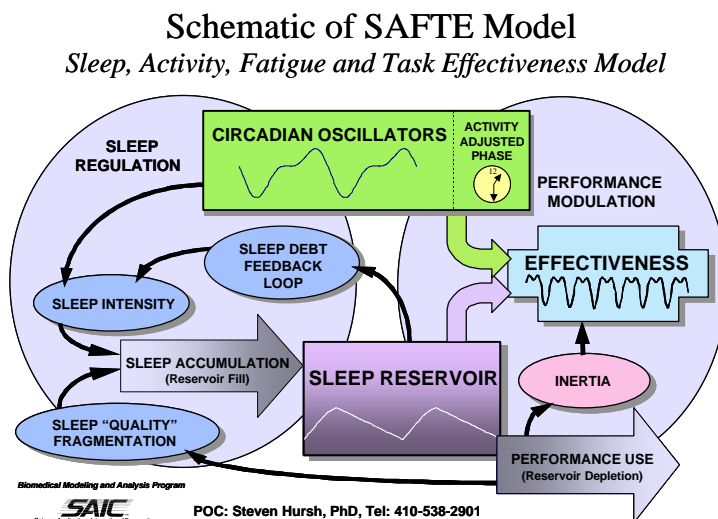 Schematic of SAFTE Model
Sleep, Activity, Fatigue and Task Effectiveness Model
SLEEP
REGULATION
CIRCADIAN OSCILLATORS
ACTIVITY
ADJUSTED
PHASE
12
PERFORMANCE
MODULATION
SLEEP DEBT
FEEDBACK
LOOP
EFFECTIVENESS
SLEEP INTENSITY
SLEEP ACCUMULATION
(Reservoir Fill)
SLEEP RESERVOIR
INERTIA
SLEEP “QUALITY”
FRAGMENTATION
PERFORMANCE USE
(Reservoir Depletion)
Biomedical Modeling and Analysis Program
SAIC
POC: Steven Hursh, PhD, Tel: 410-538-2901